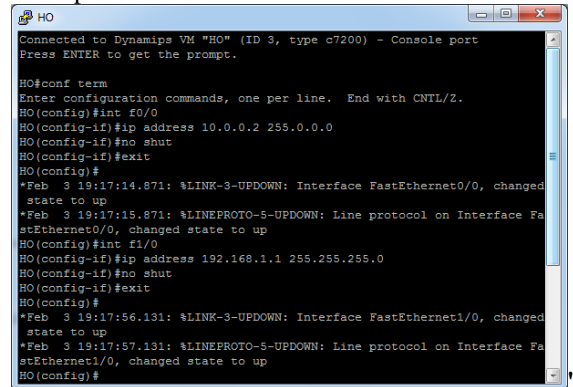 HO
Connected to Dynamips VM "HO" (ID 3, type c7200) - Console port
Press ENTER to get the prompt.
HO#conf term
Enter configuration commands, one per line.  End with CNTL/Z.
HO(config)#int f0/0
HO(config-if)#ip address 10.0.0.2 255.0.0.0
HO(config-if)#no shut
HO(config-if)#exit
HO(config)#
*Feb  3 19:17:14.871: %LINK-3-UPDOWN: Interface FastEthernet0/0, changed
 state to up
*Feb  3 19:17:15.871: %LINEPROTO-5-UPDOWN: Line protocol on Interface Fa
stEthernet0/0, changed state to up
HO(config)#int f1/0
HO(config-if)#ip address 192.168.1.1 255.255.255.0
HO(config-if)#no shut
HO(config-if)#exit
HO(config)#
*Feb  3 19:17:56.131: %LINK-3-UPDOWN: Interface FastEthernet1/0, changed
 state to up
*Feb  3 19:17:57.131: %LINEPROTO-5-UPDOWN: Line protocol on Interface Fa
stEthernet1/0, changed state to up
HO(config)#
,